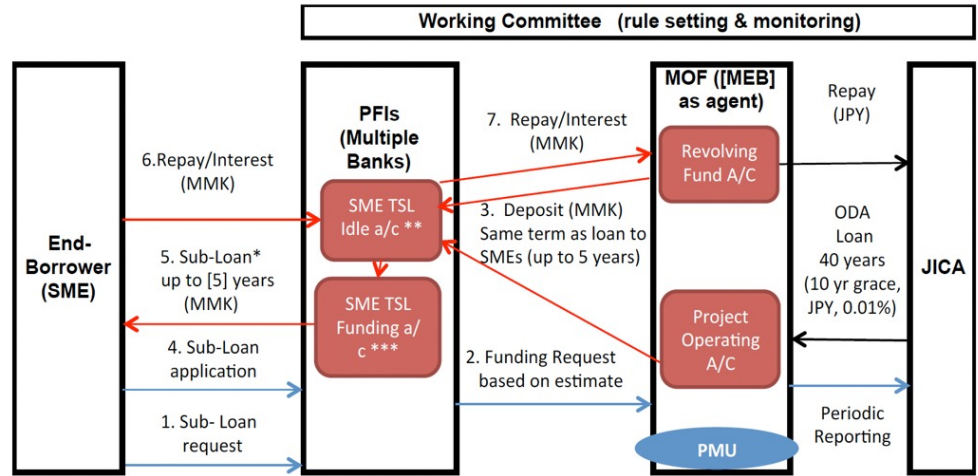 Working Committee (rule setting & monitoring)
End-
Borrower
(SME)
6.Repay/Interest
(MMK)
5. Sub-Loan*
up to [5] years
(MMK)
4. Sub-Loan
application
1. Sub- Loan
request
PFIs
(Multiple
Banks)
SME TSL
Idle a/c **
SME TSL
Funding a/
c ***
7. Repay/Interest
(MMK)
3. Deposit (MMK)
Same term as loan to
SMEs (up to 5 years)
2. Funding Request
based on estimate
MOF ([MEB]
as agent)
Revolving
Fund A/C
Project
Operating
A/C
PMU
Repay
(JPY)
ODA
Loan
40 years
(10 yr grace,
JPY, 0.01%)
Periodic
Reporting
JICA